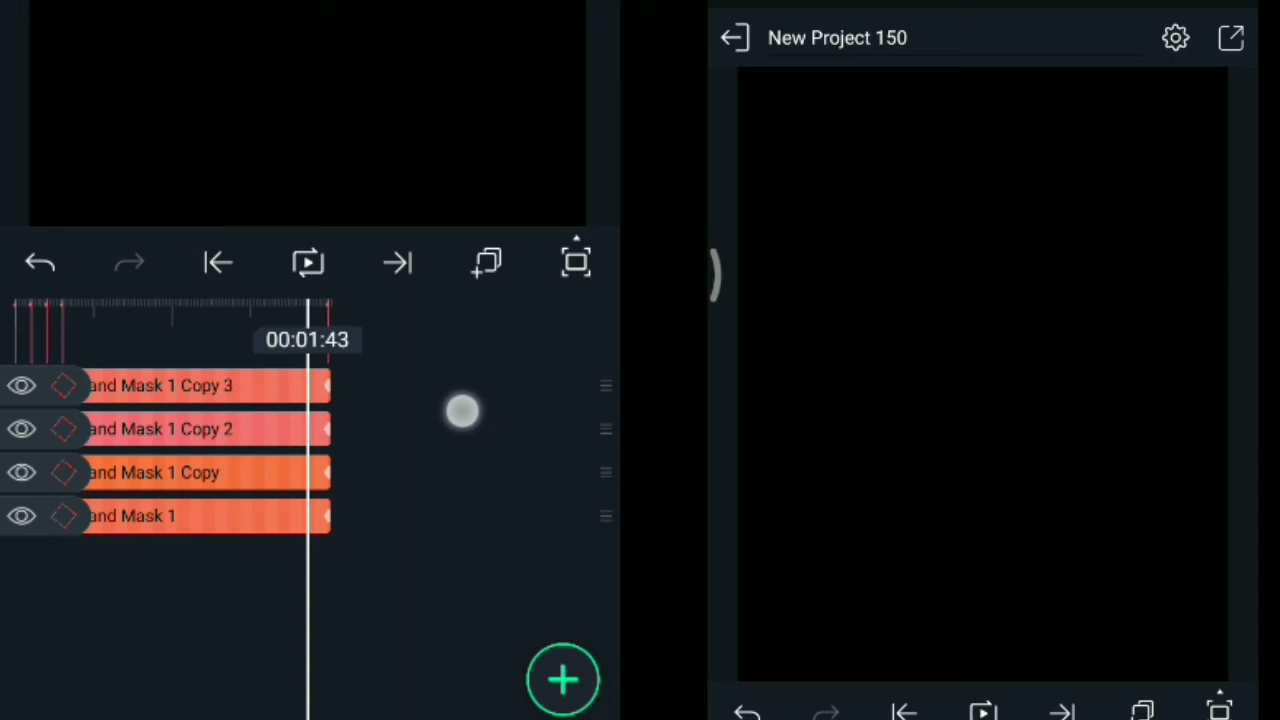 New Project 150
00:01:43
and Mask 1 Copy 3
and Mask 1 Copy 2
and Mask 1 Copy
and Mask 1